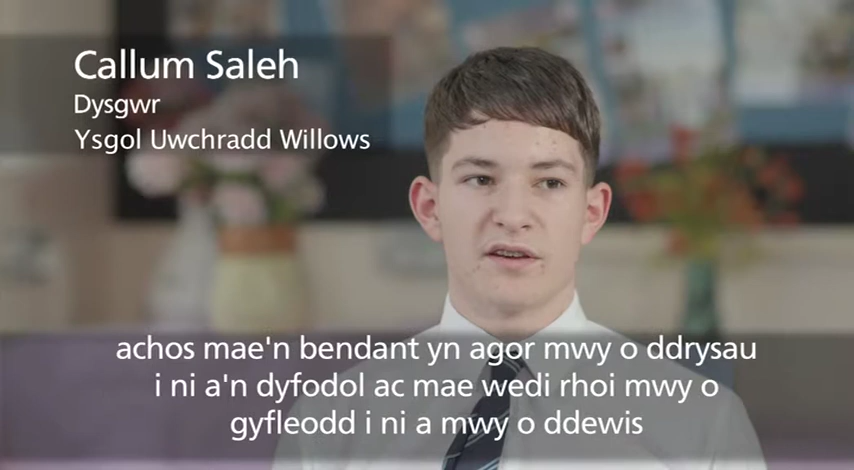 Callum Saleh
Dysgwr
Ysgol Uwchradd Willows
achos mae'n bendant yn agor mwy o ddrysau
i ni a'n dyfodol ac mae wedi rhoi mwy o
gyfleodd i ni a mwy o ddewis